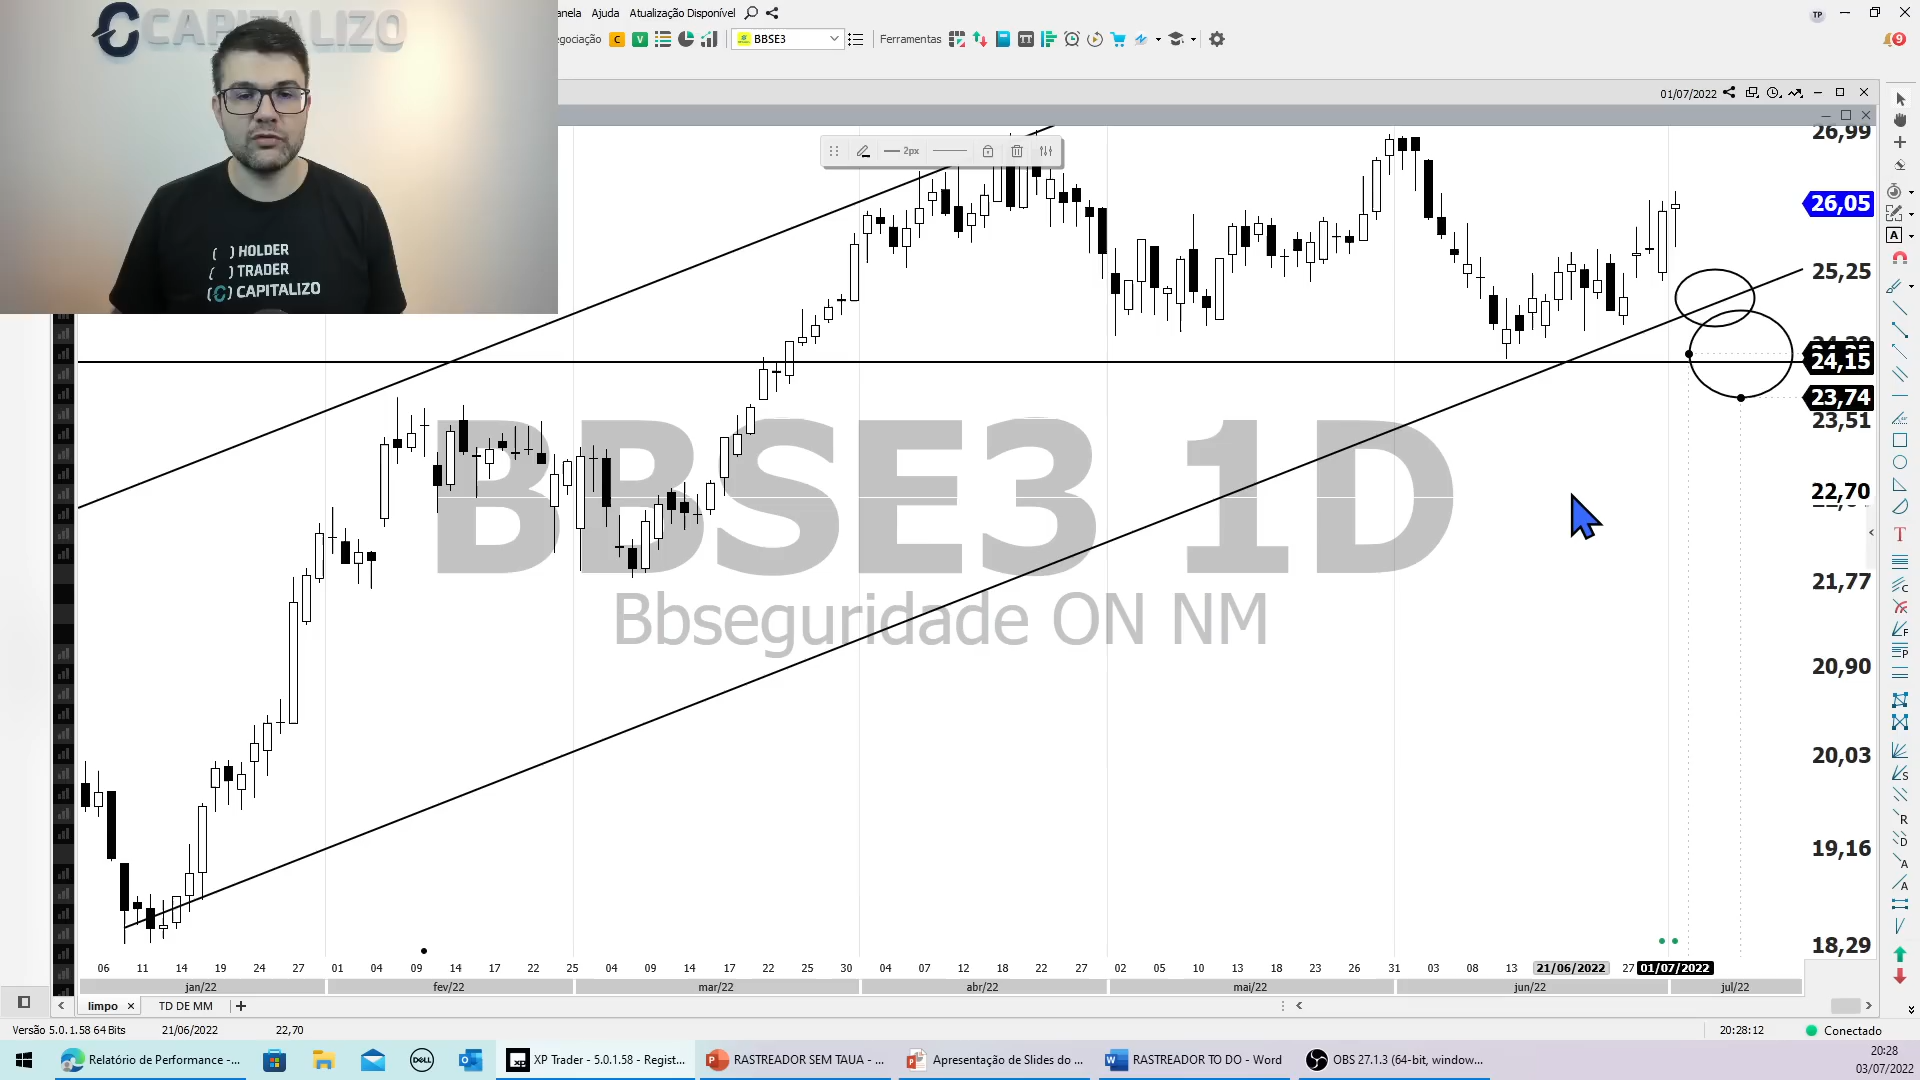 CAPITALIZO
( ) HOLDER
( ) TRADER
( ) CAPITALIZO
Ajuda Atualização Disponível
TP
C V BBSE3 Ferramentas
9
01/07/2022
2px
26,99
26,05
25,25
24,15
23,74
23,51
22,70
21,77
20,90
20,03
19,16
18,29
BBSE3 1D
Bbseguridade ON NM
06 11 14 19 24 27 01 04 09 14 17 22 25 04 09 14 17 22 25 30 04 07 12 18 22 27 02 05 10 13 18 23 26 31 03 08 13 21/06/2022 27 01/07/2022
jan/22 fev/22 mar/22 abr/22 mai/22 jun/22 jul/22
limpo × TD DE MM +
Versão 5.0.1.58 64 Bits 21/06/2022 22,70 20:28:12 Conectado
Relatório de Performance -... DELL XP Trader - 5.0.1.58 - Regist... RASTREADOR SEM TAUA - ... Apresentação de Slides do ... RASTREADOR TO DO - Word OBS 27.1.3 (64-bit, window...
20:28
03/07/2022